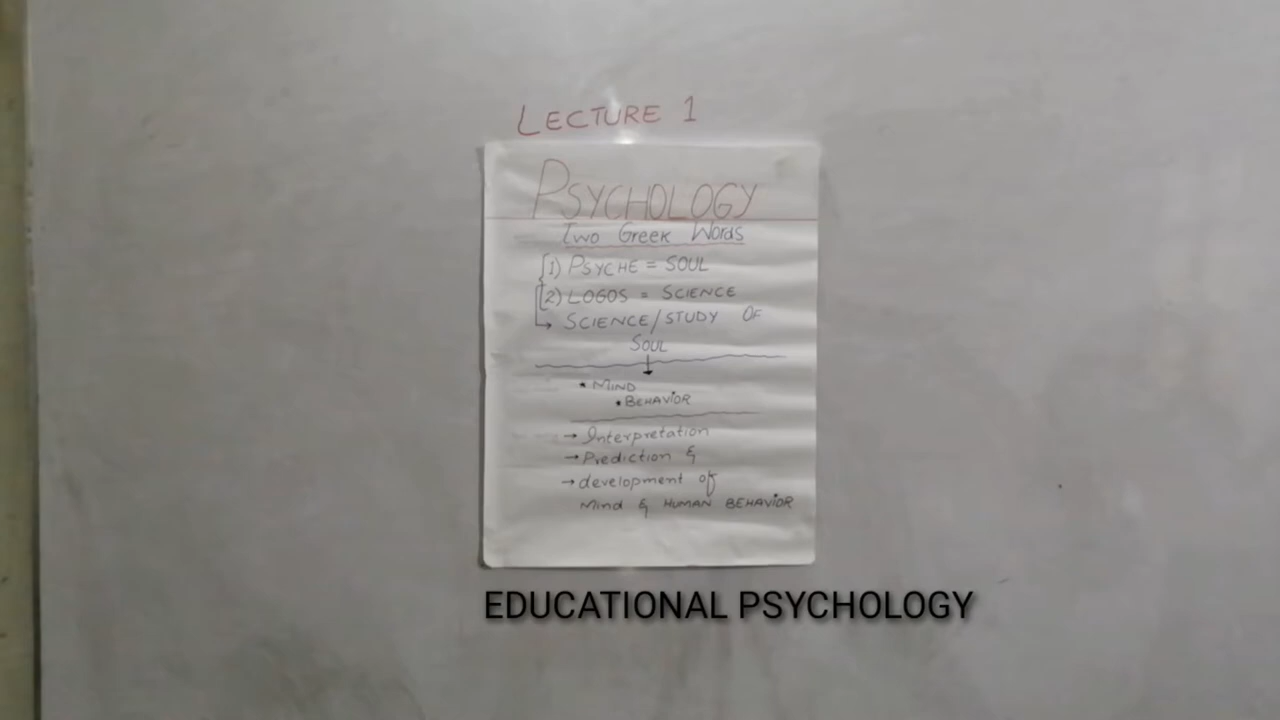 LECTURE 1
PSYCHOLOGY
Two Greek Words
1) PSYCHE = SOUL
2) LOGOS = SCIENCE
→ SCIENCE/STUDY OF
SOUL
* MIND
* BEHAVIOR
→ Interpretation
→ Prediction &
→ development of
Mind & HUMAN BEHAVIOR
EDUCATIONAL PSYCHOLOGY